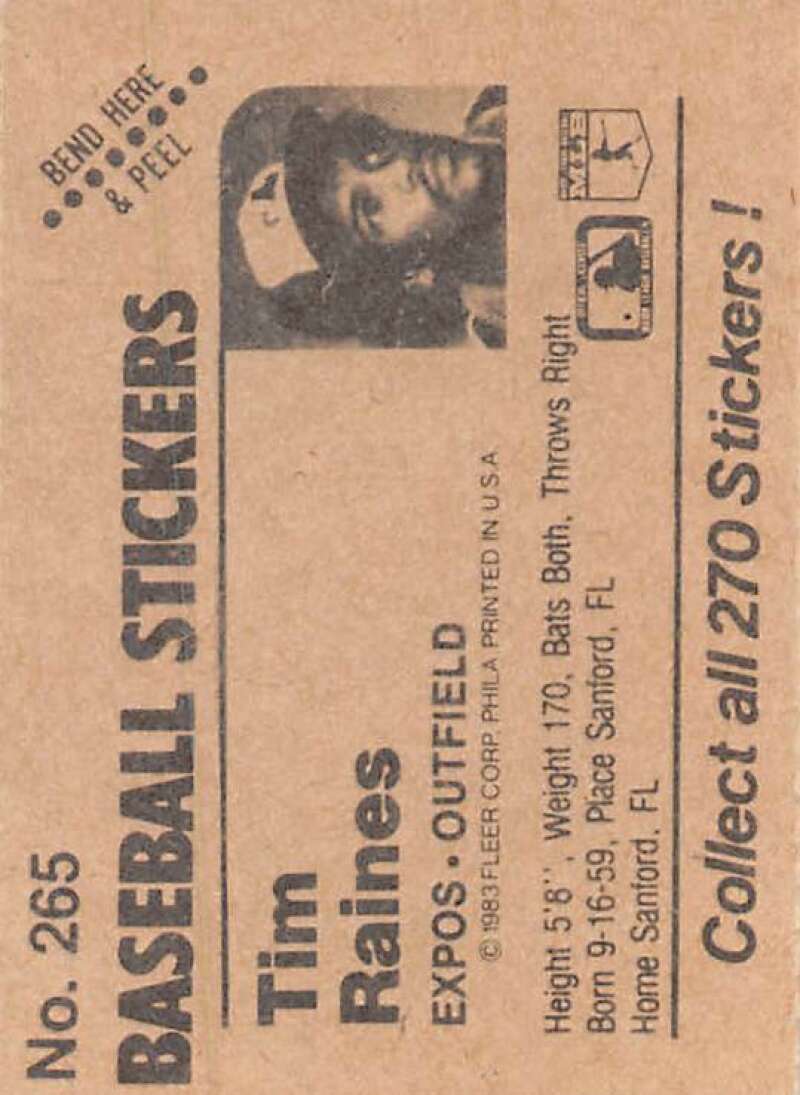 No. 265
BEND HERE
& PEEL
BASEBALL STICKERS
Tim
Raines
EXPOS • OUTFIELD
© 1983 FLEER CORP. PHILA. PRINTED IN U.S.A.
Height 5'8'', Weight 170, Bats Both, Throws Right
Born 9-16-59, Place Sanford, FL
Home Sanford, FL
Collect all 270 Stickers!